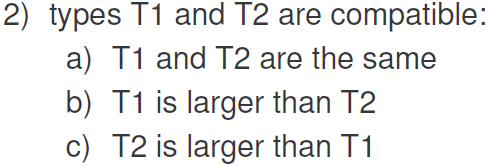 2) types T1 and T2 are compatible:
a) T1 and T2 are the same
b) T1 is larger than T2
c) T2 is larger than T1